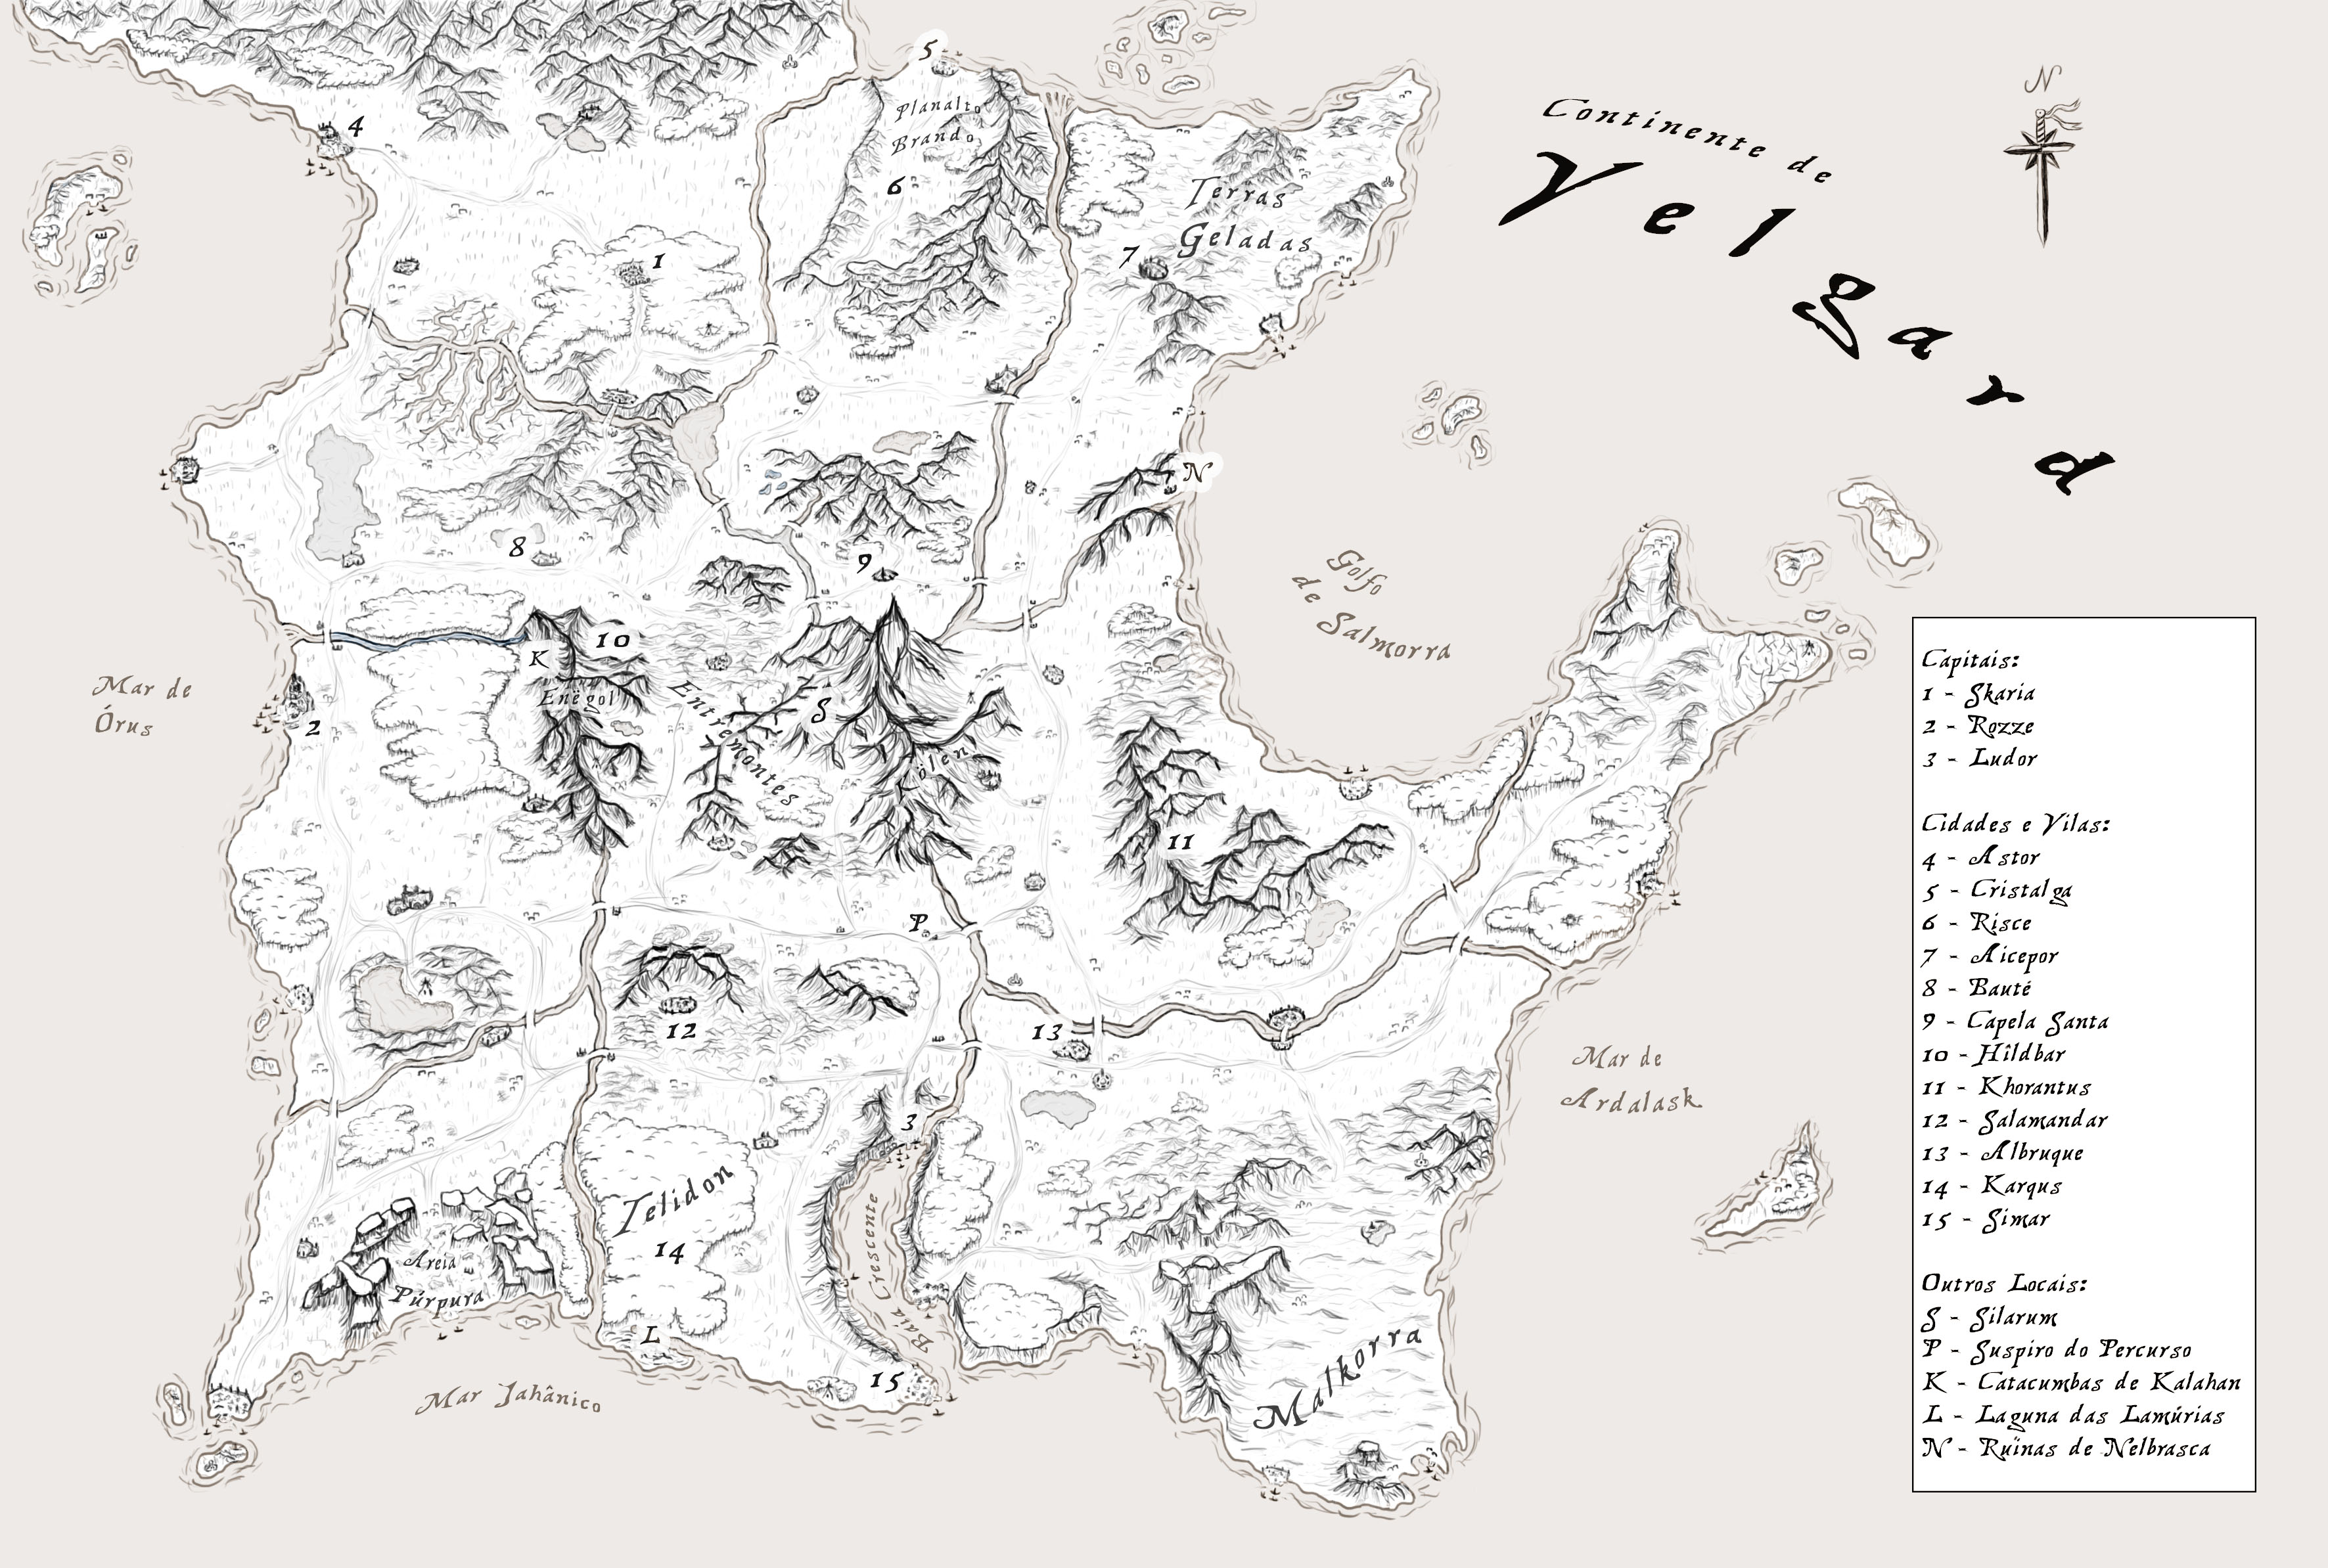 N
Continente de
Velgard
5
Planalto
Brando
4
6
Terras
Geladas
7
1
N
8
9
Golfo
de Salmorra
10
K
Enëgol
Entremontes
S
Kölen
Mar de
Órus
2
11
P
12
13
Mar de
Ardalask
3
Telidon
14
Baía Crescente
Areia
Púrpura
L
15
Malkorra
Mar Jahânico
Capitais:
1 - Skaria
2 - Rozze
3 - Ludor
Cidades e Vilas:
4 - Astor
5 - Cristalga
6 - Risce
7 - Aicepor
8 - Bauté
9 - Capela Santa
10 - Hildbar
11 - Khorantus
12 - Salamandar
13 - Albruque
14 - Karqus
15 - Simar
Outros Locais:
S - Silarum
P - Suspiro do Percurso
K - Catacumbas de Kalahan
L - Laguna das Lamúrias
N - Ruínas de Nelbrasca